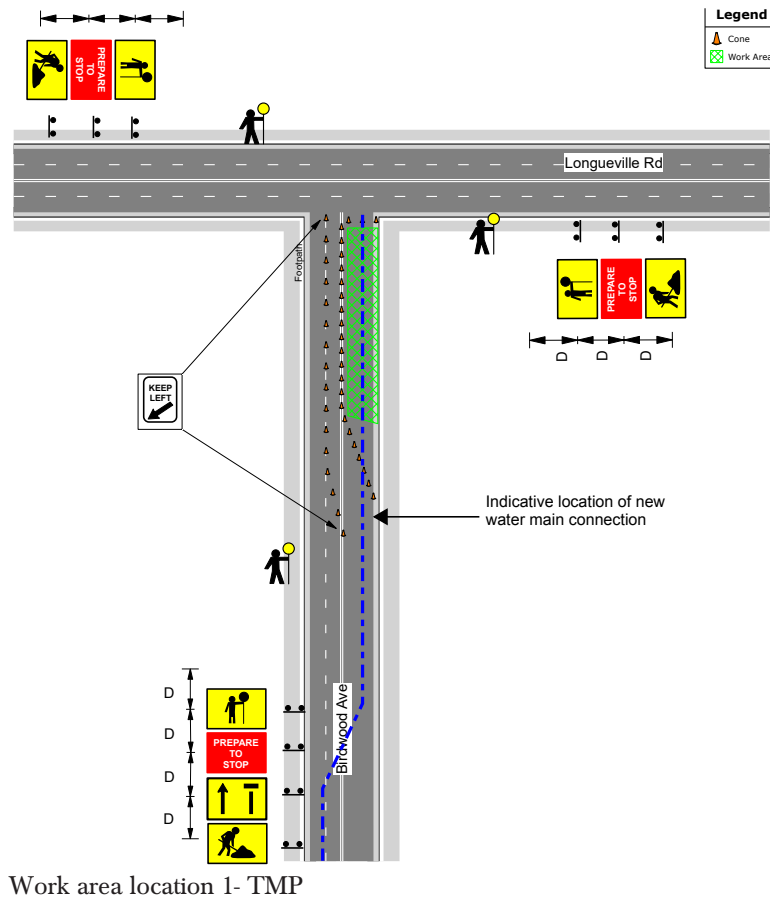 Legend
Cone
Work Area
PREPARE
TO
STOP
Longueville Rd
Footpath
PREPARE
TO
STOP
D
D
D
KEEP
LEFT
Indicative location of new
water main connection
D
D
D
D
PREPARE
TO
STOP
Birdwood Ave
Work area location 1- TMP